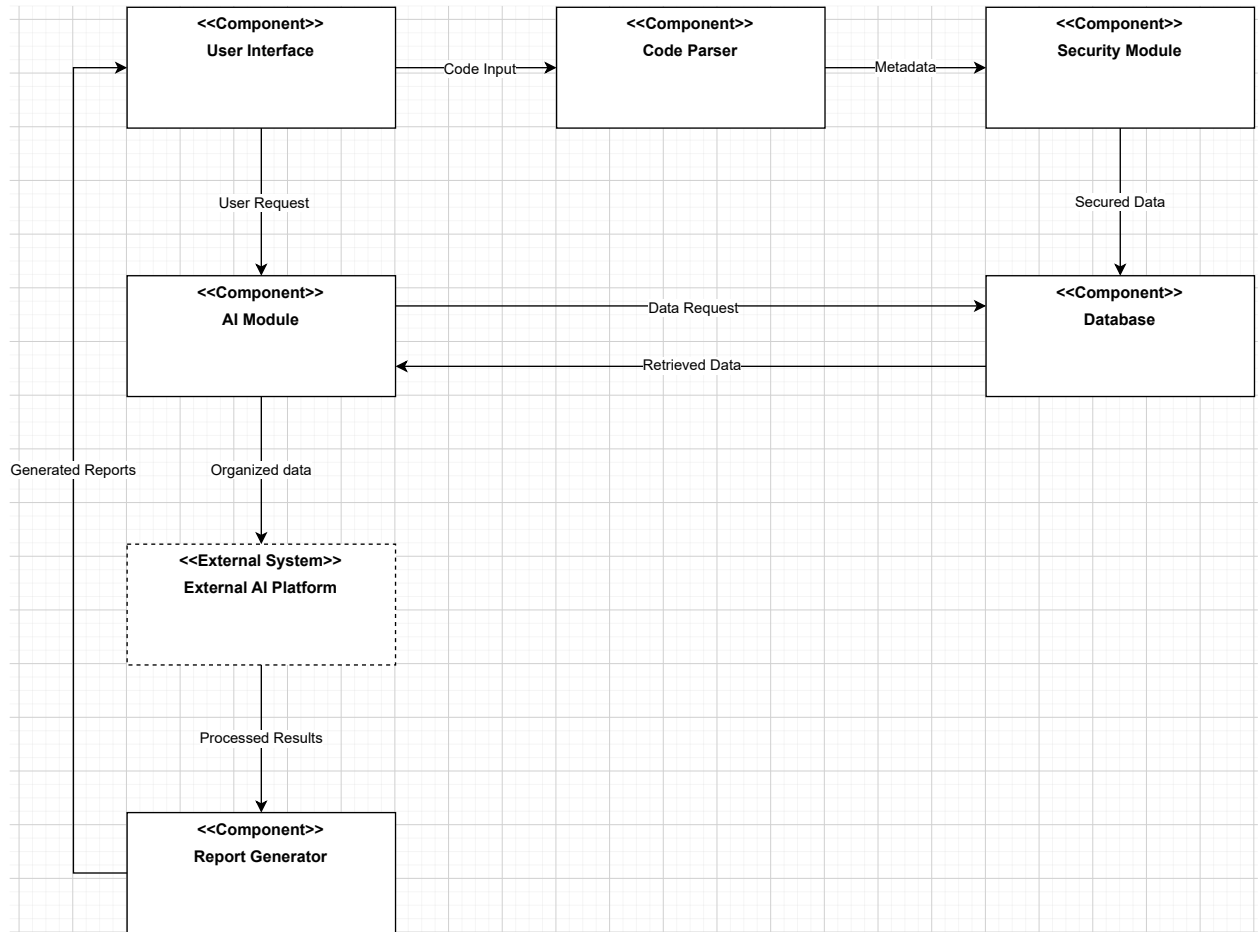 <<Component>>
User Interface
<<Component>>
Code Parser
<<Component>>
Security Module
Code Input
Metadata
User Request
Secured Data
<<Component>>
AI Module
<<Component>>
Database
Data Request
Retrieved Data
Generated Reports
Organized data
<<External System>>
External AI Platform
Processed Results
<<Component>>
Report Generator